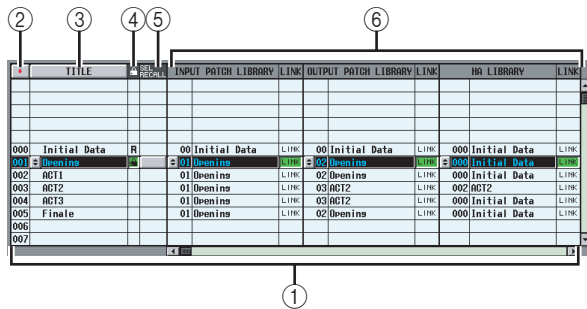 ② ③ ④ ⑤ ⑥
# TITLE SEL RECALL INPUT PATCH LIBRARY LINK OUTPUT PATCH LIBRARY LINK HA LIBRARY LINK
000 Initial Data R 00 Initial Data LINK 00 Initial Data LINK 000 Initial Data LINK
001 Opening 01 Opening LINK 02 Opening LINK 000 Initial Data LINK
002 ACT1 01 Opening LINK 02 Opening LINK 000 Initial Data LINK
003 ACT2 01 Opening LINK 03 ACT2 LINK 002 ACT2 LINK
004 ACT3 01 Opening LINK 03 ACT2 LINK 000 Initial Data LINK
005 Finale 01 Opening LINK 02 Opening LINK 000 Initial Data LINK
006
007
①